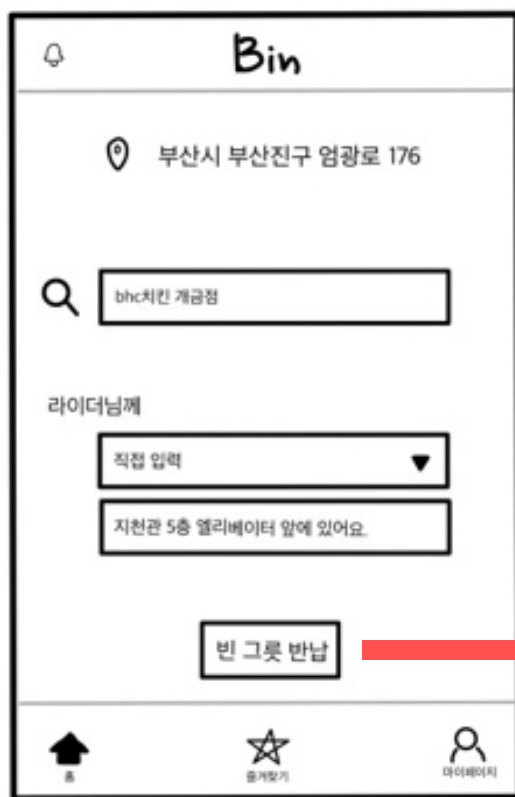 Bin
부산시 부산진구 엄광로 176
bhc치킨 개금점
라이더님께
직접 입력
지천관 5층 엘리베이터 앞에 있어요.
빈 그릇 반납
홈
즐겨찾기
마이페이지